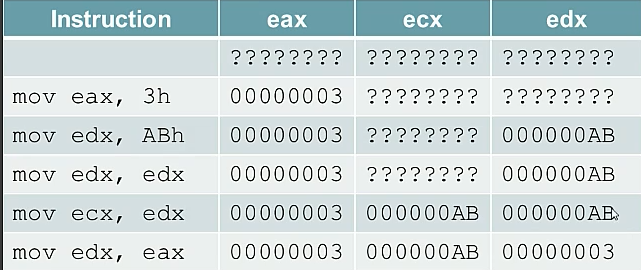 Instruction eax ecx edx
???????? ???????? ????????
mov eax, 3h 00000003 ???????? ????????
mov edx, ABh 00000003 ???????? 000000AB
mov edx, edx 00000003 ???????? 000000AB
mov ecx, edx 00000003 000000AB 000000AB
mov edx, eax 00000003 000000AB 00000003